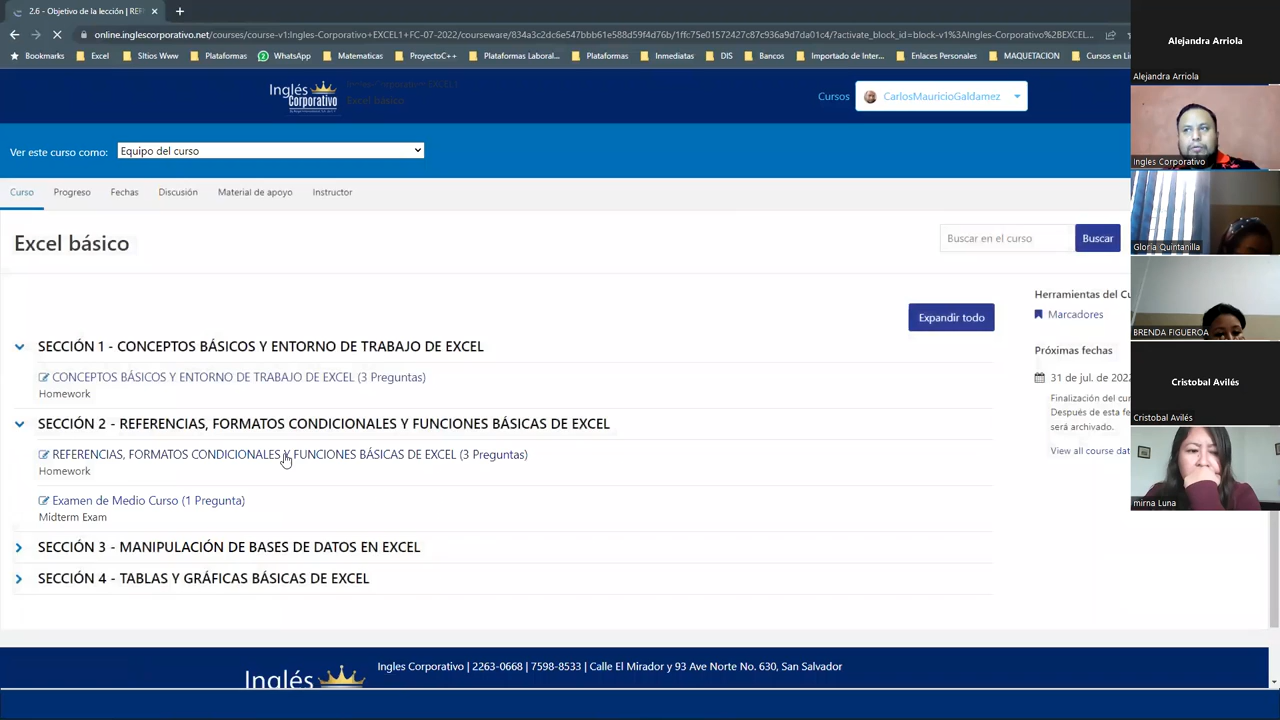 2.6 - Objetivo de la lección | REF
online.inglescorporativo.net/courses/course-v1:Ingles-Corporativo+EXCEL1+FC-07-2022/courseware/834a3c2dc6e547bbb61e588d59f4d76b/1ffc75e01572427c87c936a9d7da01c4/?activate_block_id=block-v1%3AIngles-Corporativo%2BEXCEL...
Bookmarks
Excel
Sitios Www
Plataformas
WhatsApp
Matematicas
ProyectoC++
Plataformas Laboral...
Plataformas
Inmediatas
DIS
Bancos
Importado de Inter...
Enlaces Personales
MAQUETACION
Cursos en Lí
Inglés
Corporativo
Excel básico
Cursos
CarlosMauricioGaldamez
Ver este curso como:
Equipo del curso
Curso
Progreso
Fechas
Discusión
Material de apoyo
Instructor
Excel básico
Buscar en el curso
Buscar
Expandir todo
Herramientas del Cu
Marcadores
Próximas fechas
31 de jul. de 2022
Finalización del cur
Después de esta fe
será archivado.
View all course date
SECCIÓN 1 - CONCEPTOS BÁSICOS Y ENTORNO DE TRABAJO DE EXCEL
CONCEPTOS BÁSICOS Y ENTORNO DE TRABAJO DE EXCEL (3 Preguntas)
Homework
SECCIÓN 2 - REFERENCIAS, FORMATOS CONDICIONALES Y FUNCIONES BÁSICAS DE EXCEL
REFERENCIAS, FORMATOS CONDICIONALES Y FUNCIONES BÁSICAS DE EXCEL (3 Preguntas)
Homework
Examen de Medio Curso (1 Pregunta)
Midterm Exam
SECCIÓN 3 - MANIPULACIÓN DE BASES DE DATOS EN EXCEL
SECCIÓN 4 - TABLAS Y GRÁFICAS BÁSICAS DE EXCEL
Inglés
Ingles Corporativo | 2263-0668 | 7598-8533 | Calle El Mirador y 93 Ave Norte No. 630, San Salvador
Alejandra Arriola
Alejandra Arriola
Ingles Corporativo
Gloria Quintanilla
BRENDA FIGUEROA
Cristobal Avilés
Cristobal Avilés
mirna Luna